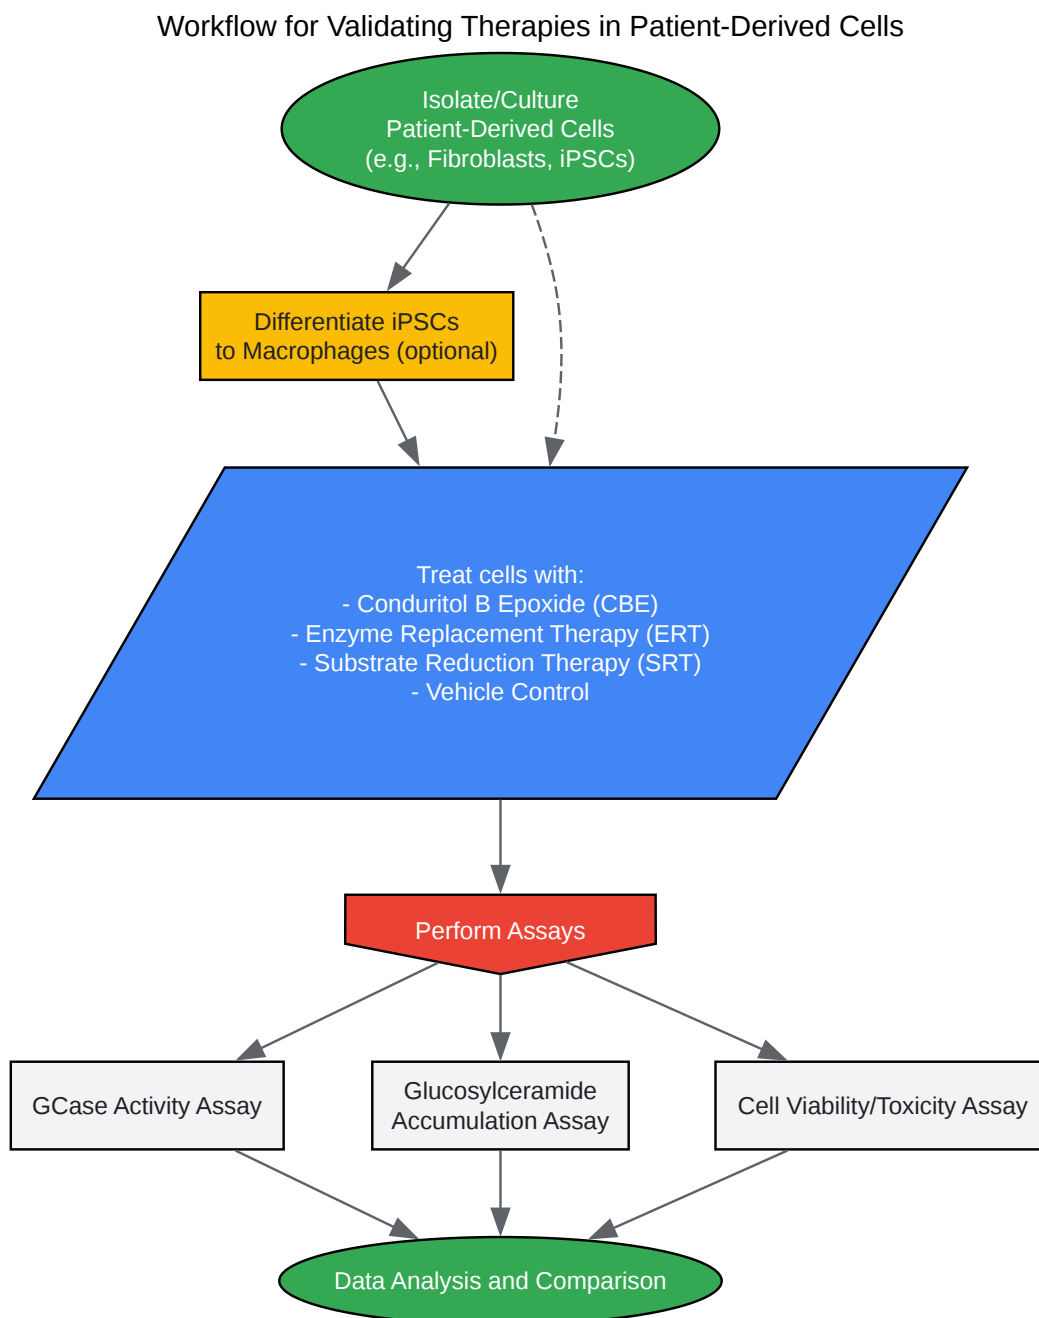 Workflow for Validating Therapies in Patient-Derived Cells
Isolate/Culture
Patient-Derived Cells
(e.g., Fibroblasts, iPSCs)
Differentiate iPSCs
to Macrophages (optional)
Treat cells with:
- Conduritol B Epoxide (CBE)
- Enzyme Replacement Therapy (ERT)
- Substrate Reduction Therapy (SRT)
- Vehicle Control
Perform Assays
GCase Activity Assay
Glucosylceramide
Accumulation Assay
Cell Viability/Toxicity Assay
Data Analysis and Comparison